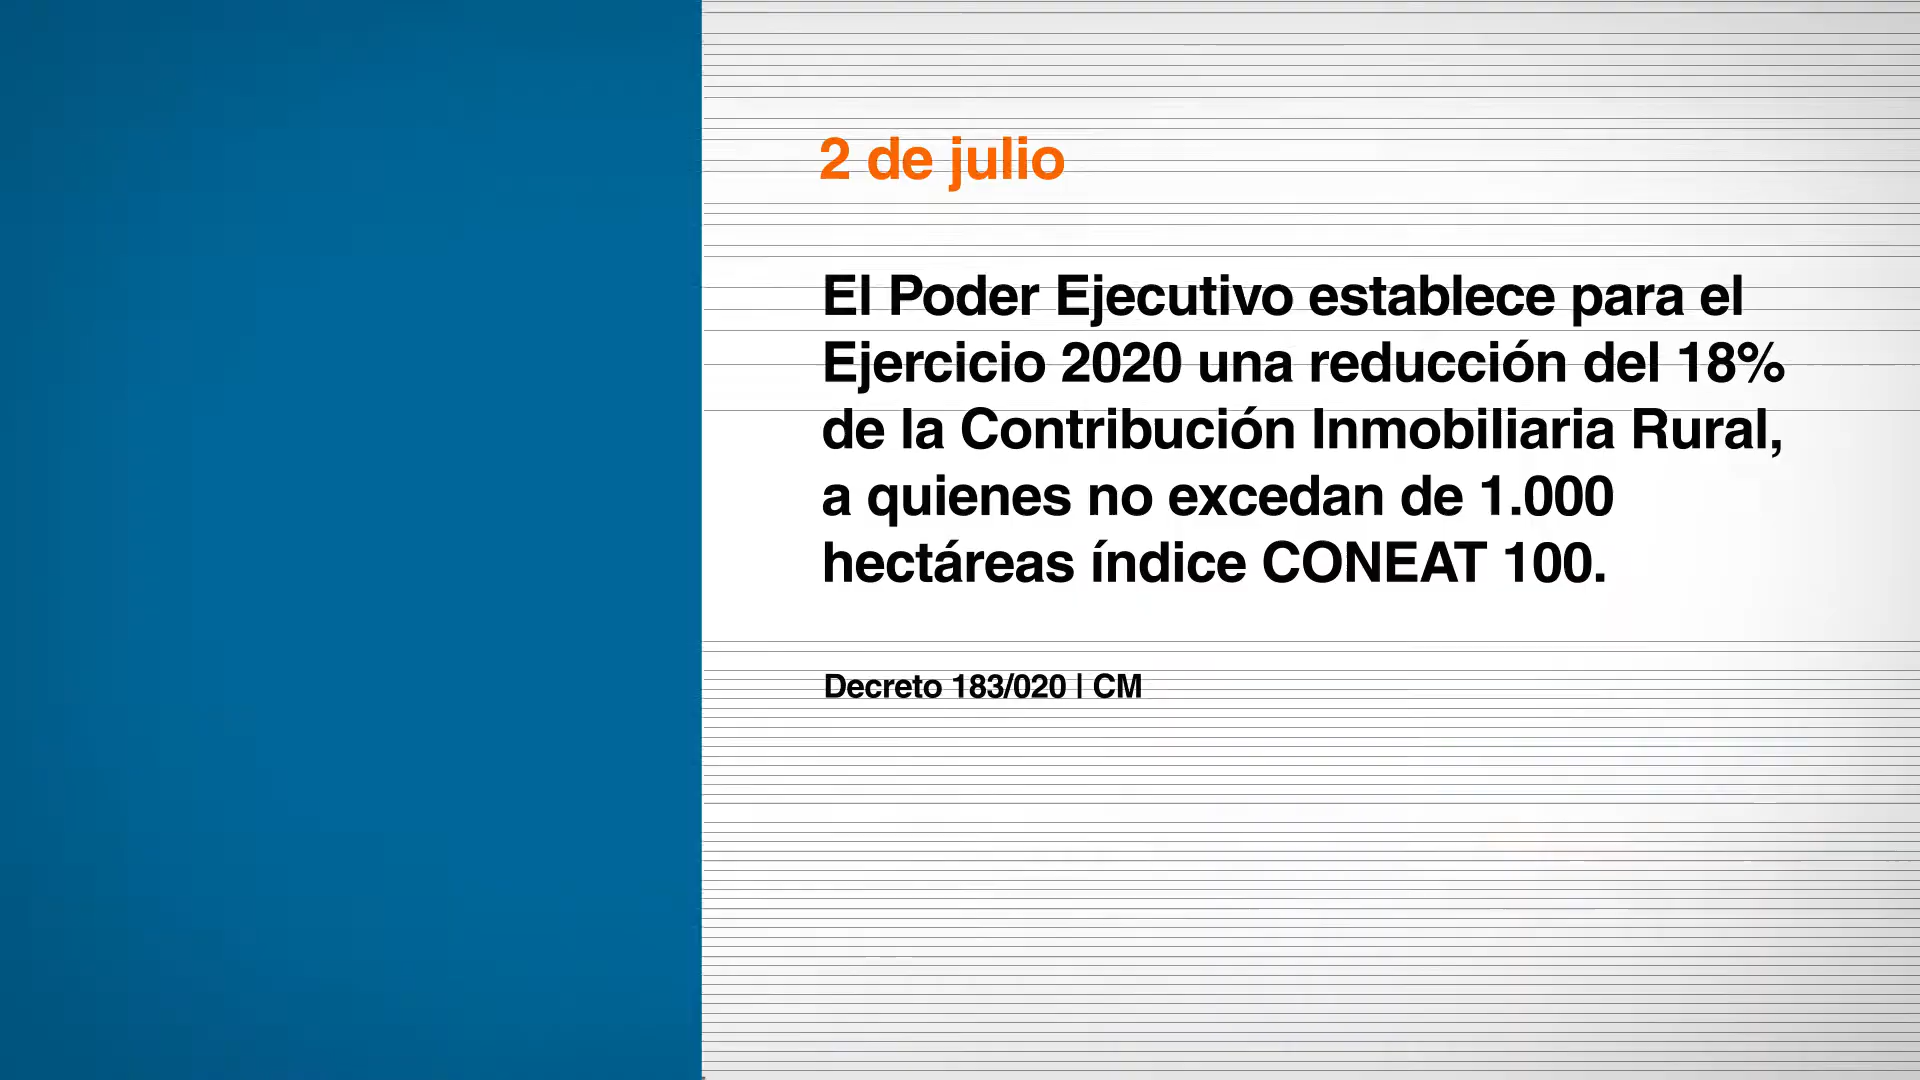 2 de julio
El Poder Ejecutivo establece para el
Ejercicio 2020 una reducción del 18%
de la Contribución Inmobiliaria Rural,
a quienes no excedan de 1.000
hectáreas índice CONEAT 100.
Decreto 183/020 | CM